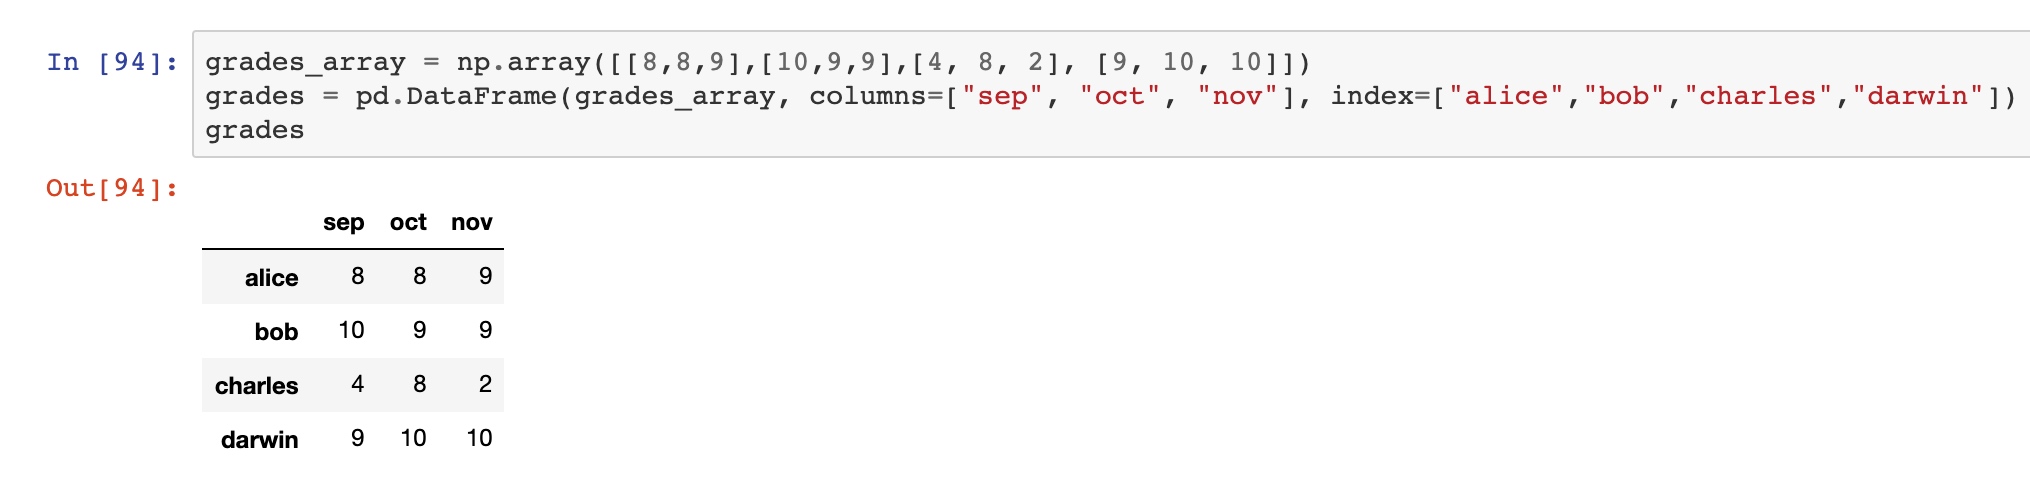 In [94]: grades_array = np.array([[8,8,9],[10,9,9],[4, 8, 2], [9, 10, 10]])
grades = pd.DataFrame(grades_array, columns=["sep", "oct", "nov"], index=["alice","bob","charles","darwin"])
grades
Out[94]:
sep oct nov
alice 8 8 9
bob 10 9 9
charles 4 8 2
darwin 9 10 10